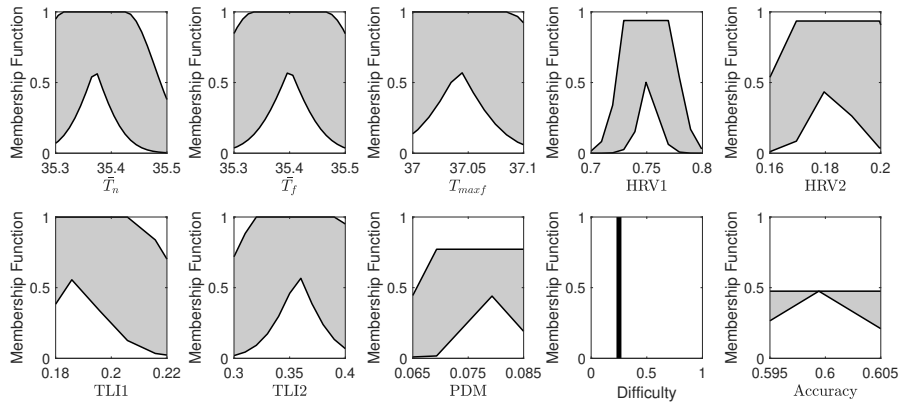 Membership Function
1
0.5
0
35.3 35.4 35.5
T̄n
Membership Function
1
0.5
0
35.3 35.4 35.5
T̄f
Membership Function
1
0.5
0
37 37.05 37.1
Tmaxf
Membership Function
1
0.5
0
0.7 0.75 0.8
HRV1
Membership Function
1
0.5
0
0.16 0.18 0.2
HRV2
Membership Function
1
0.5
0
0.18 0.2 0.22
TLI1
Membership Function
1
0.5
0
0.3 0.35 0.4
TLI2
Membership Function
1
0.5
0
0.065 0.075 0.085
PDM
Membership Function
1
0.5
0
0 0.5 1
Difficulty
Membership Function
1
0.5
0
0.595 0.6 0.605
Accuracy